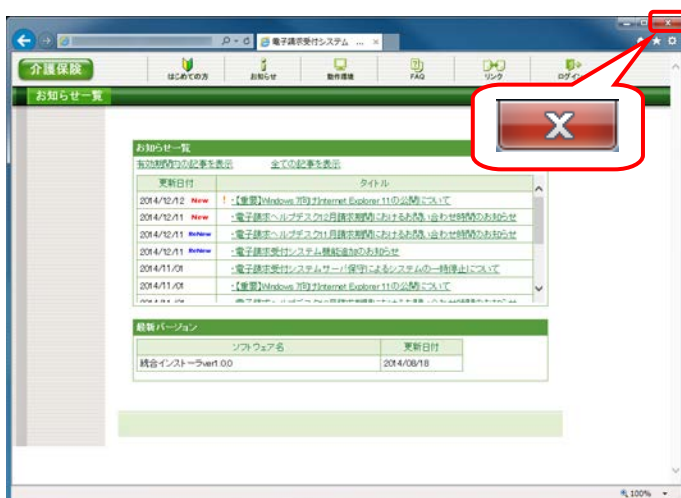 電子請求受付システム ...
介護保険
はじめての方
お知らせ
動作環境
FAQ
リンク
お知らせ一覧
お知らせ一覧
有効期間内の記事を表示 全ての記事を表示
更新日付 タイトル
2014/12/12 New ! ・【重要】Windows 7向けInternet Explorer 11の公開について
2014/12/11 New ・電子請求ヘルプデスク12月請求期間におけるお問い合わせ時間のお知らせ
2014/12/11 ReNew ・電子請求ヘルプデスク11月請求期間におけるお問い合わせ時間のお知らせ
2014/12/11 ReNew ・電子請求受付システム機能追加のお知らせ
2014/11/01 ・電子請求受付システムサーバ保守によるシステムの一時停止について
2014/11/01 ・【重要】Windows 7向けInternet Explorer 11の公開について
最新バージョン
ソフトウェア名 更新日付
統合インストーラver1.0.0 2014/08/18
100%